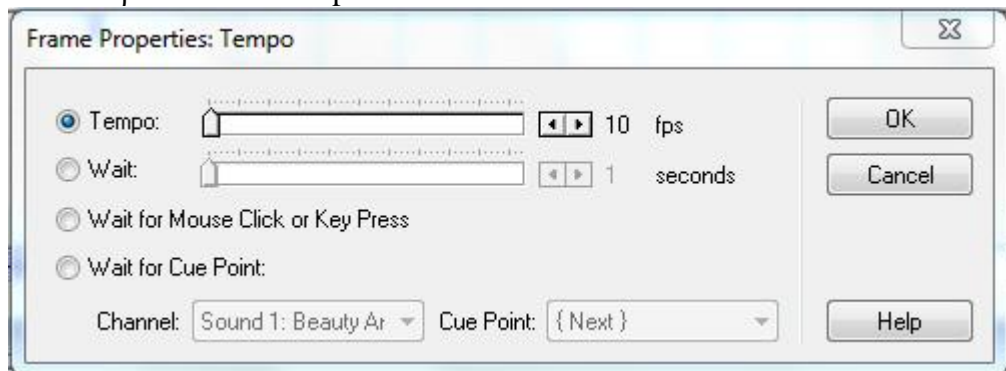 Frame Properties: Tempo
Tempo: 10 fps OK
Wait: 1 seconds Cancel
Wait for Mouse Click or Key Press
Wait for Cue Point:
Channel: Sound 1: Beauty Ar Cue Point: { Next } Help